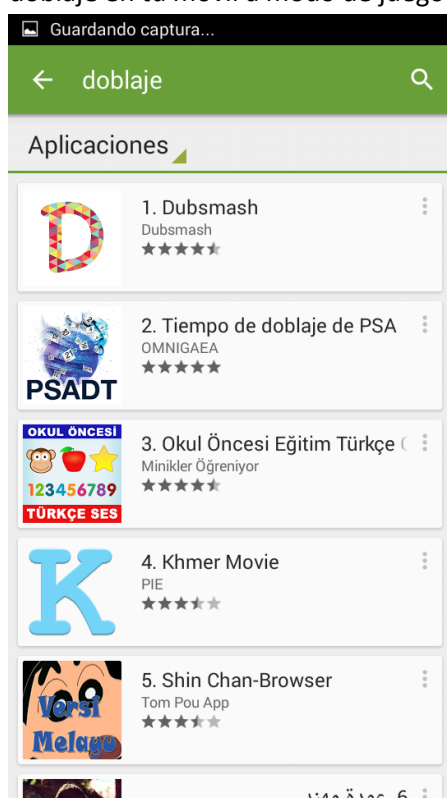 Guardando captura...
doblaje
Aplicaciones
D
1. Dubsmash
Dubsmash
PSADT
2. Tiempo de doblaje de PSA
OMNIGAEA
OKUL ÖNCESİ
123456789
TÜRKÇE SES
3. Okul Öncesi Eğitim Türkçe
Minikler Öğreniyor
K
4. Khmer Movie
PIE
Versi
Melayu
5. Shin Chan-Browser
Tom Pou App